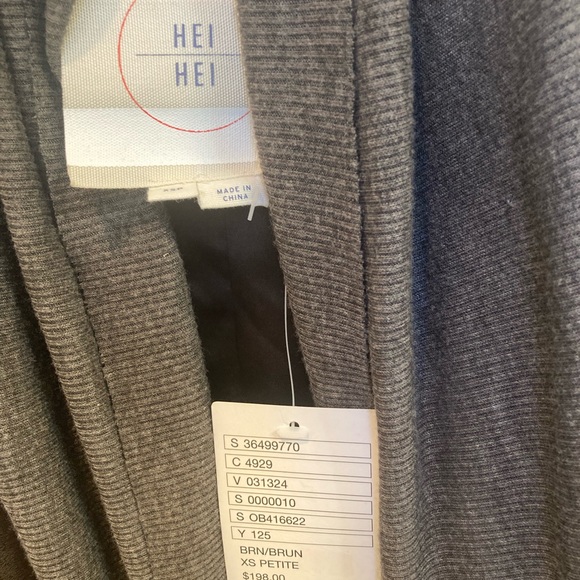 HEI
HEI
MADE IN
CHINA
S 36499770
C 4929
V 031324
S 0000010
S OB416622
Y 125
BRN/BRUN
XS PETITE
$198.00